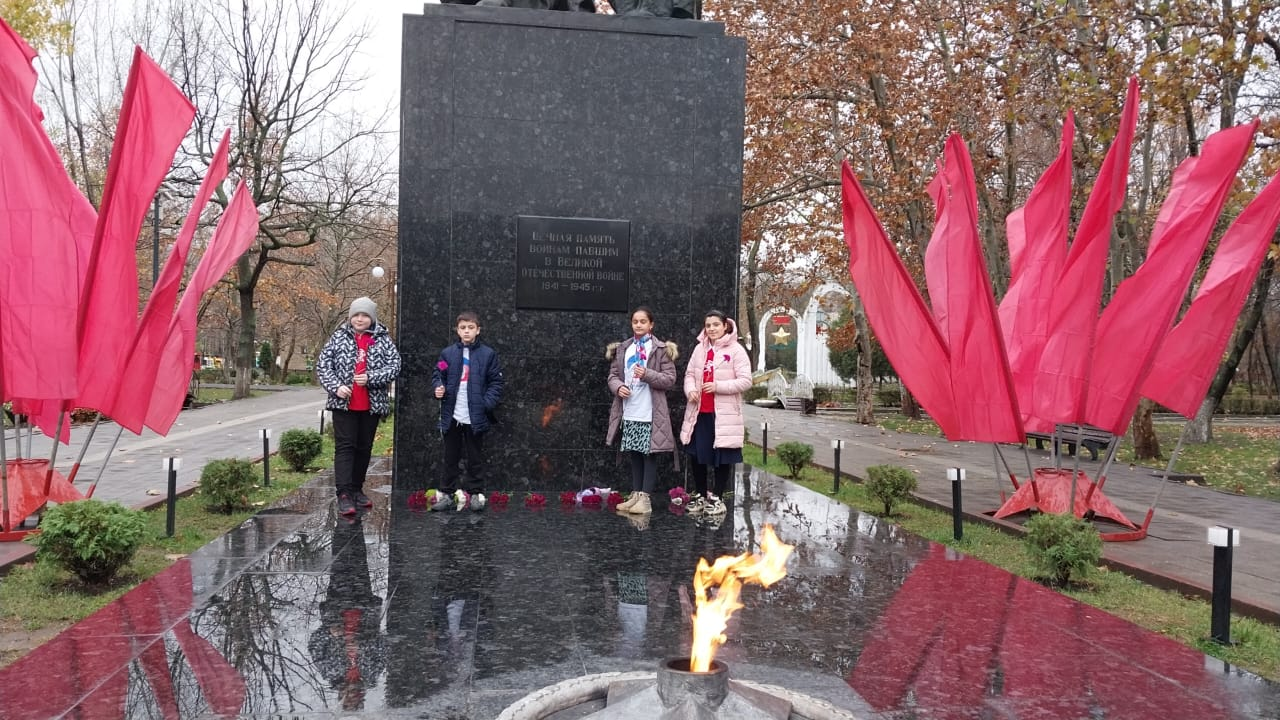 Вечная память
воинам павшим
в Великой
Отечественной войне
1941 – 1945 г.г.